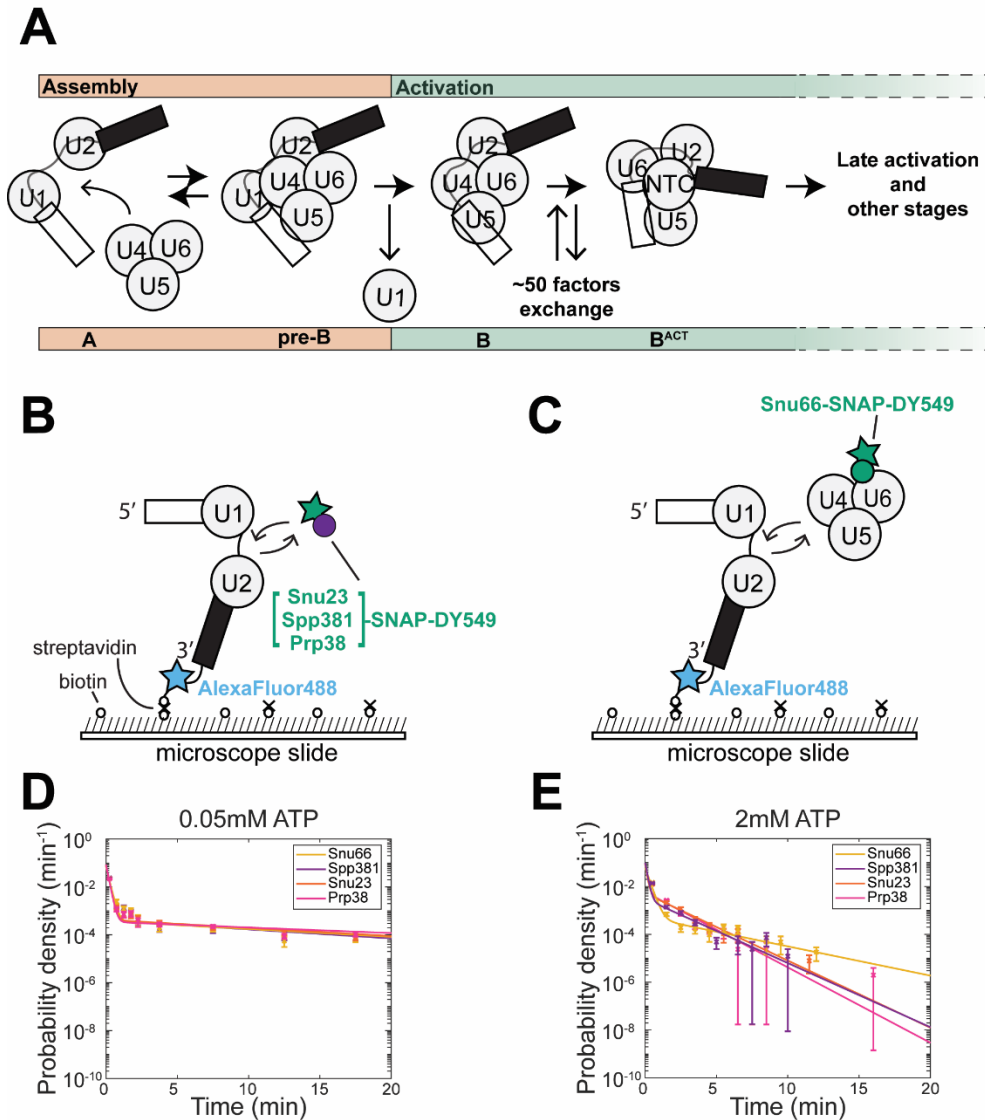 A
Assembly
Activation
U2
U1
U4
U6
U5
U2
U4
U6
U1
U5
U1
U2
U4
U6
U5
~50 factors
exchange
U6
U2
NTC
U5
Late activation
and
other stages
A
pre-B
B
B^ACT
B
5'
U1
U2
Snu23
Spp381
Prp38
-SNAP-DY549
3'
streptavidin
biotin
AlexaFluor488
microscope slide
C
Snu66-SNAP-DY549
5'
U1
U4
U6
U5
U2
3'
AlexaFluor488
microscope slide
D
0.05mM ATP
Probability density (min⁻¹)
10⁰
10⁻²
10⁻⁴
10⁻⁶
10⁻⁸
10⁻¹⁰
Snu66
Spp381
Snu23
Prp38
0 5 10 15 20
Time (min)
E
2mM ATP
Probability density (min⁻¹)
10⁰
10⁻²
10⁻⁴
10⁻⁶
10⁻⁸
10⁻¹⁰
Snu66
Spp381
Snu23
Prp38
0 5 10 15 20
Time (min)